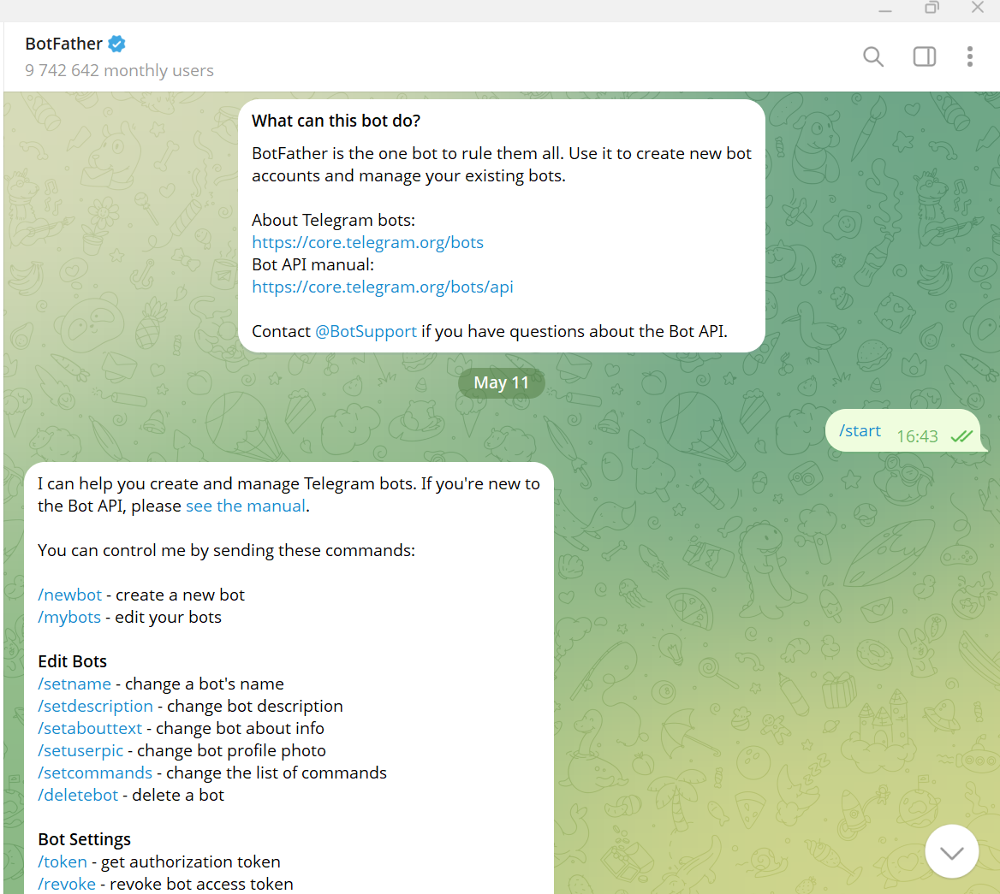 BotFather
9 742 642 monthly users
What can this bot do?
BotFather is the one bot to rule them all. Use it to create new bot
accounts and manage your existing bots.
About Telegram bots:
https://core.telegram.org/bots
Bot API manual:
https://core.telegram.org/bots/api
Contact @BotSupport if you have questions about the Bot API.
May 11
/start 16:43
I can help you create and manage Telegram bots. If you're new to
the Bot API, please see the manual.
You can control me by sending these commands:
/newbot - create a new bot
/mybots - edit your bots
Edit Bots
/setname - change a bot's name
/setdescription - change bot description
/setabouttext - change bot about info
/setuserpic - change bot profile photo
/setcommands - change the list of commands
/deletebot - delete a bot
Bot Settings
/token - get authorization token
/revoke - revoke bot access token